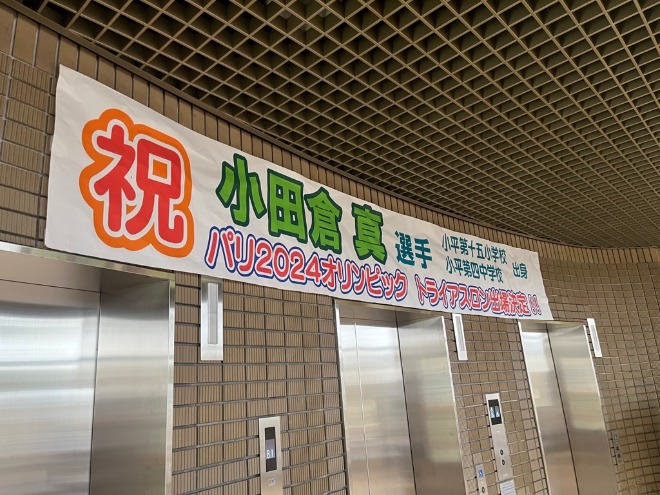 祝
小田倉 真 選手
小平第十五小学校
小平第四中学校 出身
パリ2024オリンピック トライアスロン出場決定!!